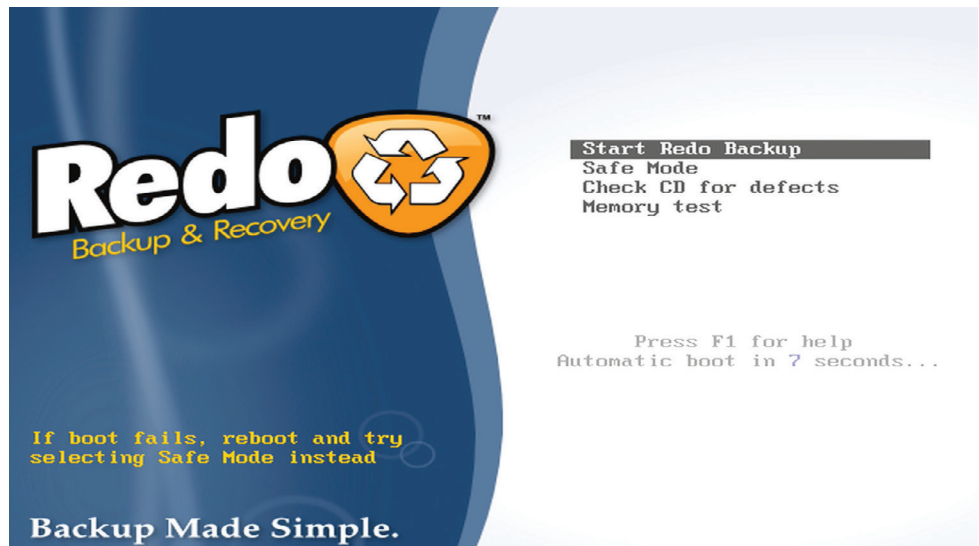 Redo™
Backup & Recovery
Start Redo Backup
Safe Mode
Check CD for defects
Memory test
Press F1 for help
Automatic boot in 7 seconds...
If boot fails, reboot and try
selecting Safe Mode instead
Backup Made Simple.